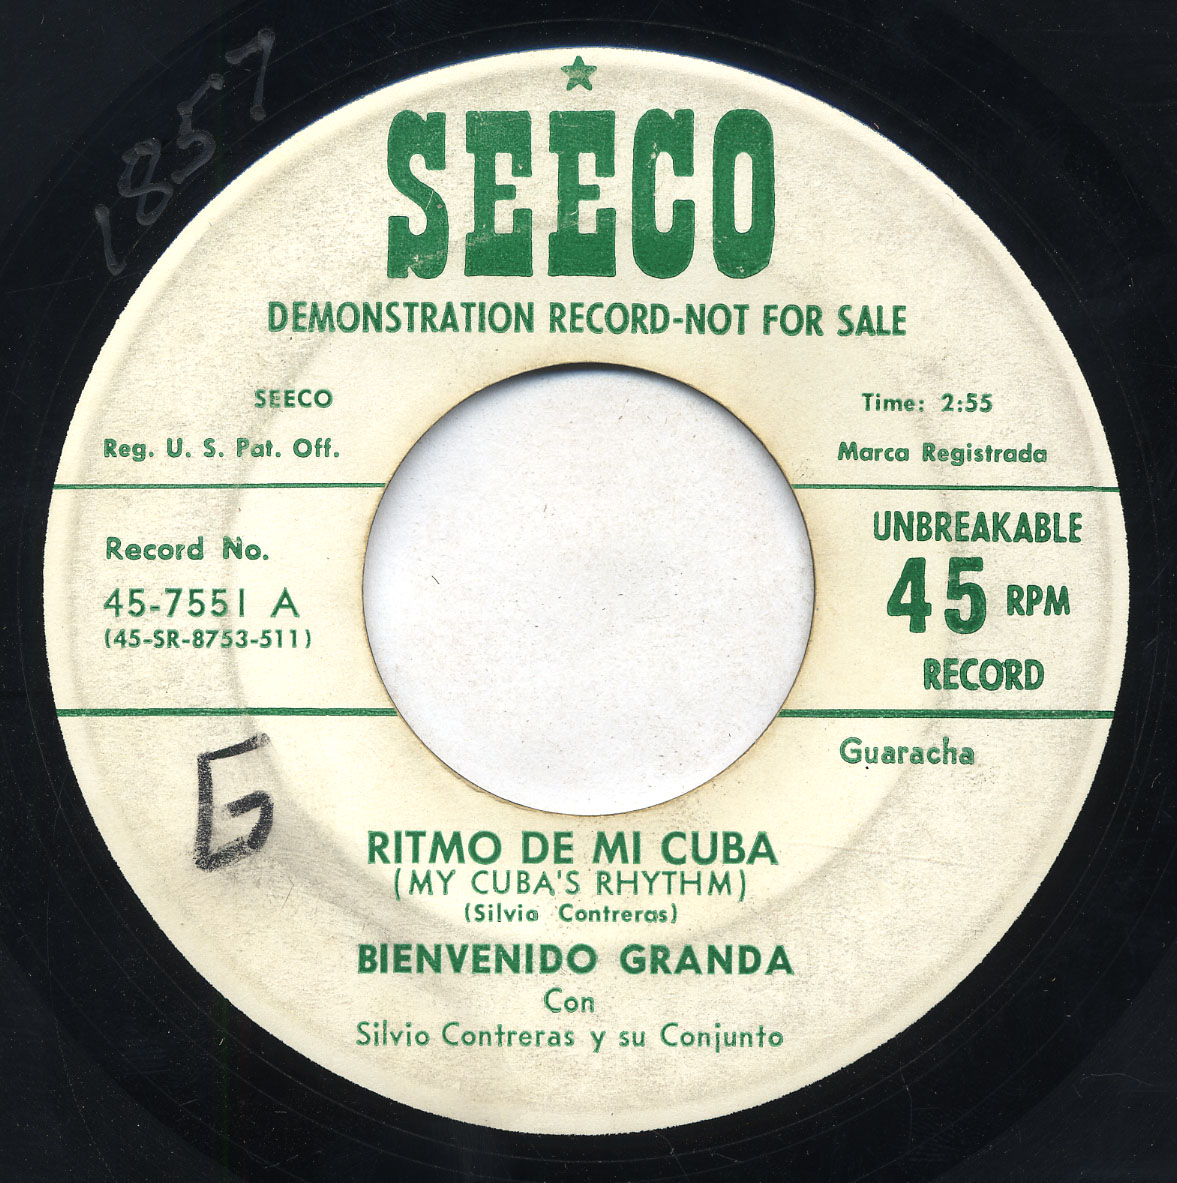 1857
SEECO
DEMONSTRATION RECORD-NOT FOR SALE
SEECO
Reg. U. S. Pat. Off.
Time: 2:55
Marca Registrada
Record No.
45-7551 A
(45-SR-8753-511)
UNBREAKABLE
45 RPM
RECORD
Guaracha
G
RITMO DE MI CUBA
(MY CUBA'S RHYTHM)
(Silvio Contreras)
BIENVENIDO GRANDA
Con
Silvio Contreras y su Conjunto